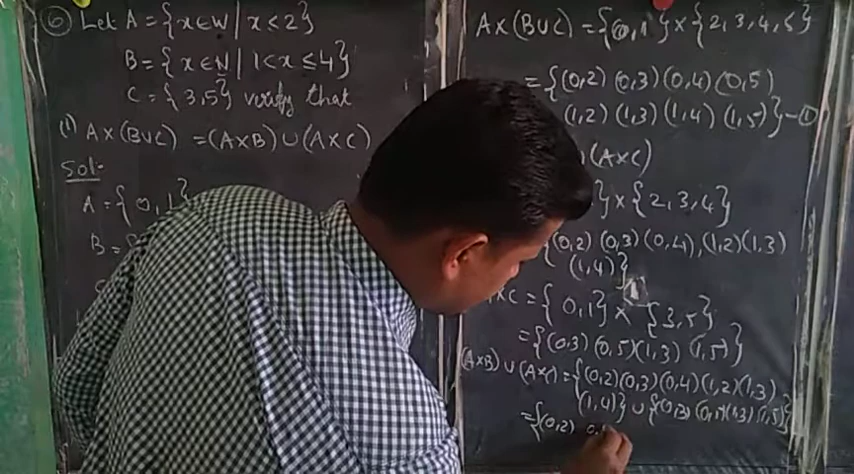 ⑥ Let A = {x∈W | x≤2}
B = {x∈N | 1<x≤4}
C = {3,5} verify that
(i) A×(B∪C) = (A×B)∪(A×C)
Sol:-
A = {0,1
B =
A×(B∪C) = {0,1}×{2,3,4,5}
= {(0,2) (0,3)(0,4)(0,5)
(1,2) (1,3) (1,4) (1,5)} -①
(A×C)
}×{2,3,4}
(0,2) (0,3)(0,4),(1,2)(1,3)
(1,4)}
×C = {0,1}×{3,5}
= {(0,3)(0,5)(1,3)(1,5)}
(A×B)∪(A×C) = {(0,2)(0,3)(0,4)(1,2)(1,3)
(1,4)} ∪ {(0,3)(0,5)(1,3)(1,5)}
= {(0,2)